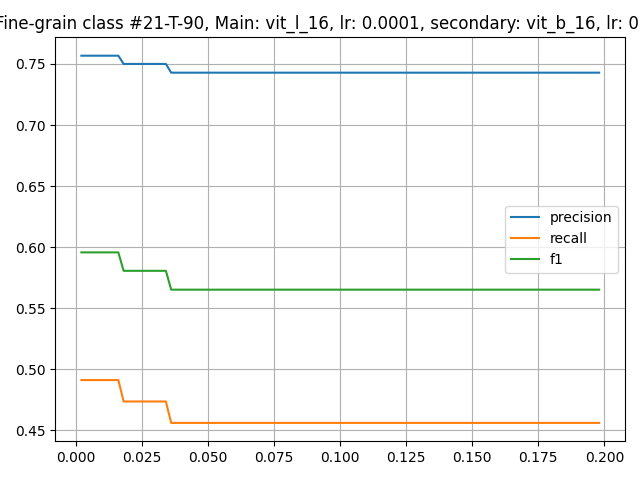 Fine-grain class #21-T-90, Main: vit_l_16, lr: 0.0001, secondary: vit_b_16, lr: 0
0.75
0.70
0.65
0.60
0.55
0.50
0.45
precision
recall
f1
0.000 0.025 0.050 0.075 0.100 0.125 0.150 0.175 0.200